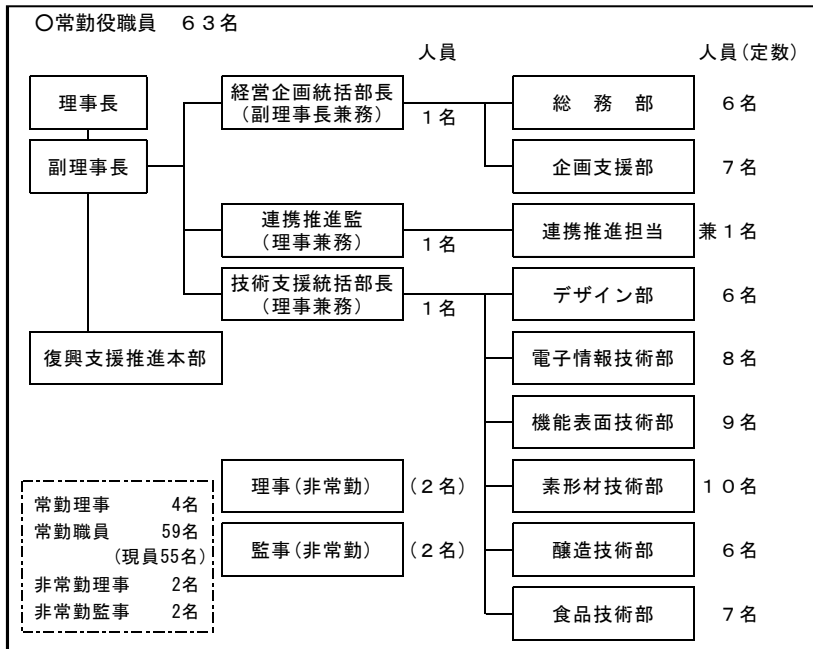 ○常勤役職員　６３名
人員
人員（定数）
理事長
経営企画統括部長
（副理事長兼務）
１名
総　務　部
６名
副理事長
企画支援部
７名
連携推進監
（理事兼務）
１名
連携推進担当
兼１名
技術支援統括部長
（理事兼務）
１名
デザイン部
６名
復興支援推進本部
電子情報技術部
８名
機能表面技術部
９名
理事（非常勤）
（２名）
素形材技術部
１０名
監事（非常勤）
（２名）
醸造技術部
６名
食品技術部
７名
常勤理事　4名
常勤職員　59名
（現員55名）
非常勤理事　2名
非常勤監事　2名